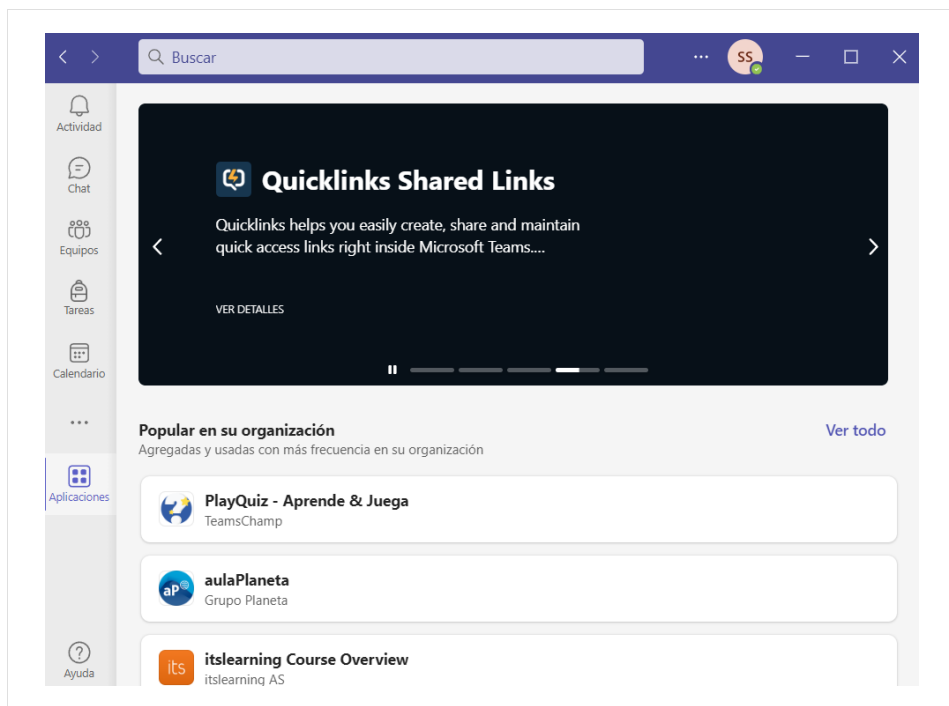 Buscar
SS
Actividad
Chat
Equipos
Tareas
Calendario
Aplicaciones
Ayuda
Quicklinks Shared Links
Quicklinks helps you easily create, share and maintain
quick access links right inside Microsoft Teams....
VER DETALLES
Popular en su organización
Ver todo
Agregadas y usadas con más frecuencia en su organización
PlayQuiz - Aprende & Juega
TeamsChamp
aP
aulaPlaneta
Grupo Planeta
its
itslearning Course Overview
itslearning AS